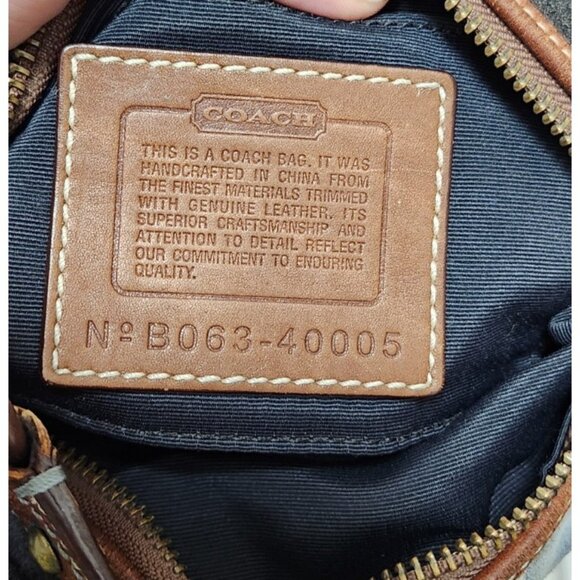 COACH
THIS IS A COACH BAG. IT WAS
HANDCRAFTED IN CHINA FROM
THE FINEST MATERIALS TRIMMED
WITH GENUINE LEATHER. ITS
SUPERIOR CRAFTSMANSHIP AND
ATTENTION TO DETAIL REFLECT
OUR COMMITMENT TO ENDURING
QUALITY.
Nº B063-40005